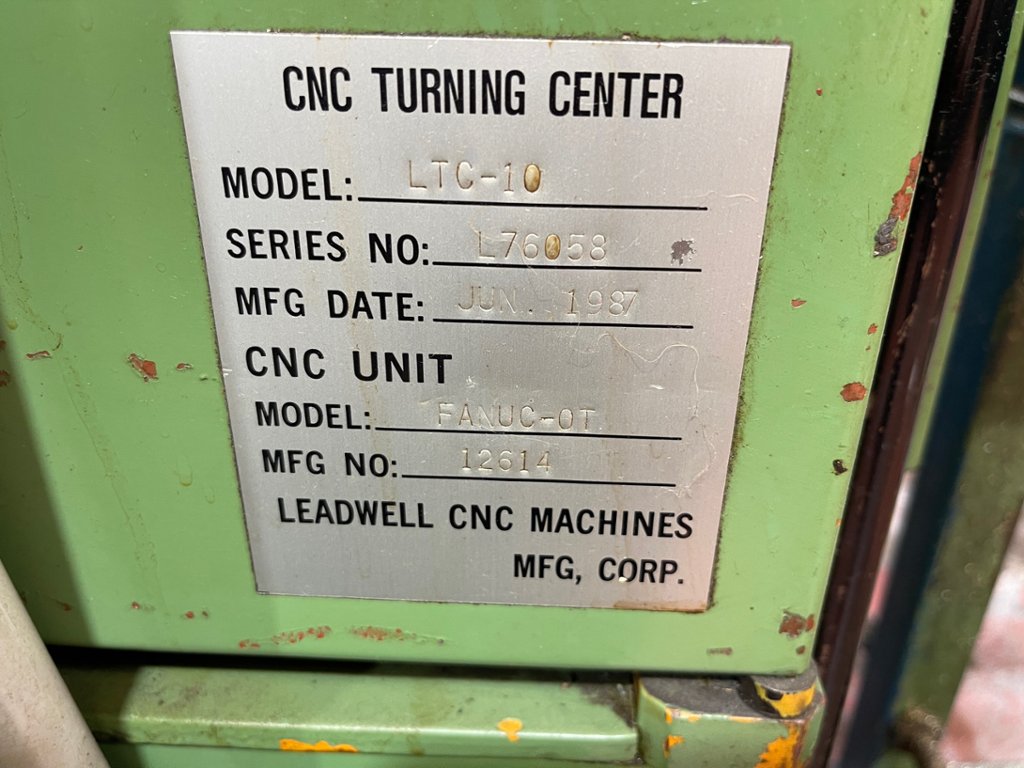 CNC TURNING CENTER
MODEL: LTC-10
SERIES NO: L76058
MFG DATE: JUN. 1987
CNC UNIT
MODEL: FANUC-0T
MFG NO: 12614
LEADWELL CNC MACHINES
MFG, CORP.